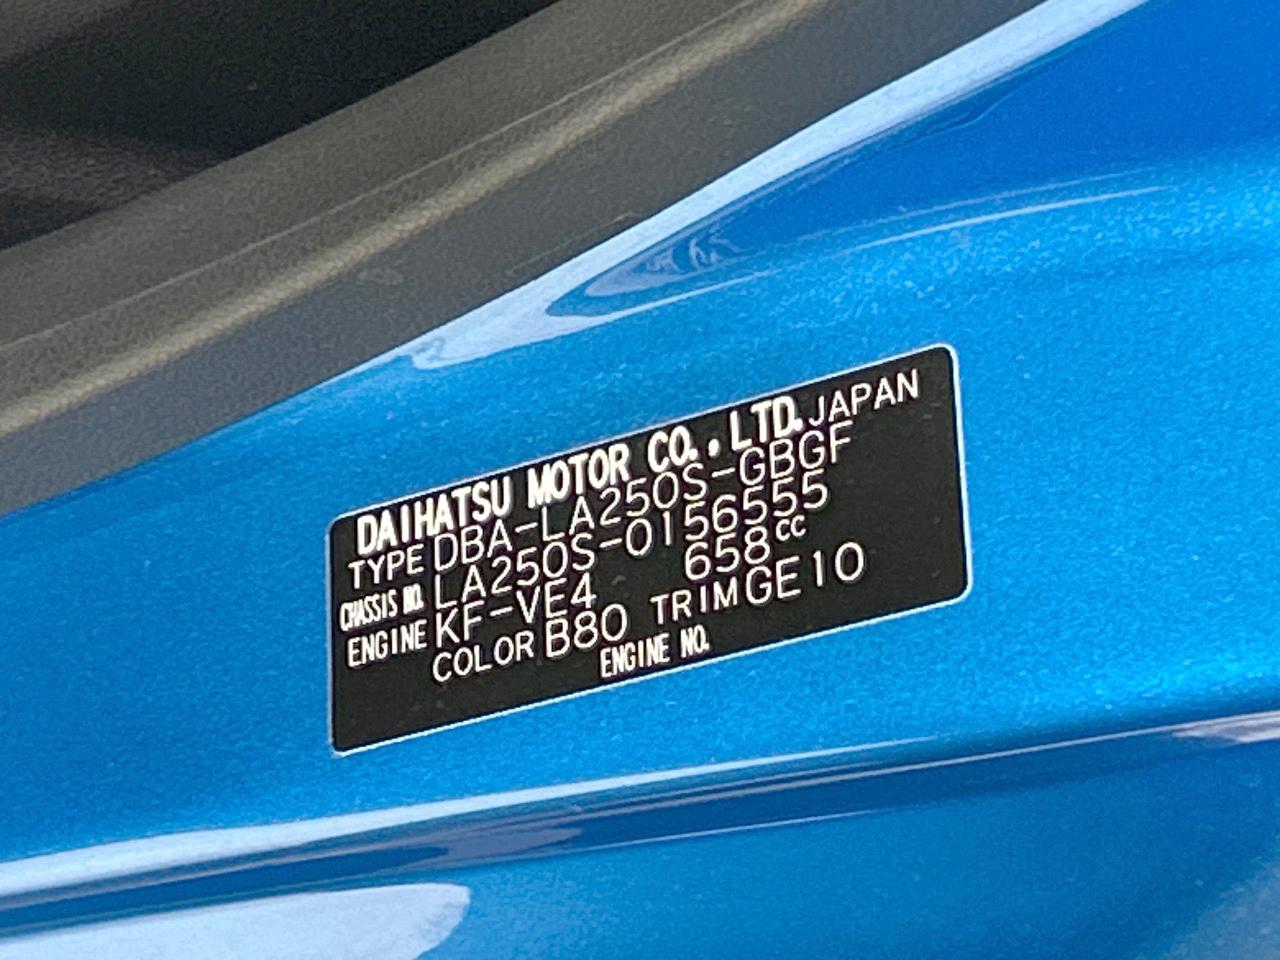 DAIHATSU MOTOR CO., LTD. JAPAN
TYPE DBA-LA250S-GBGF
CHASSIS NO. LA250S-0156555
ENGINE KF-VE4 658cc
COLOR B80 TRIM GE10
ENGINE NO.